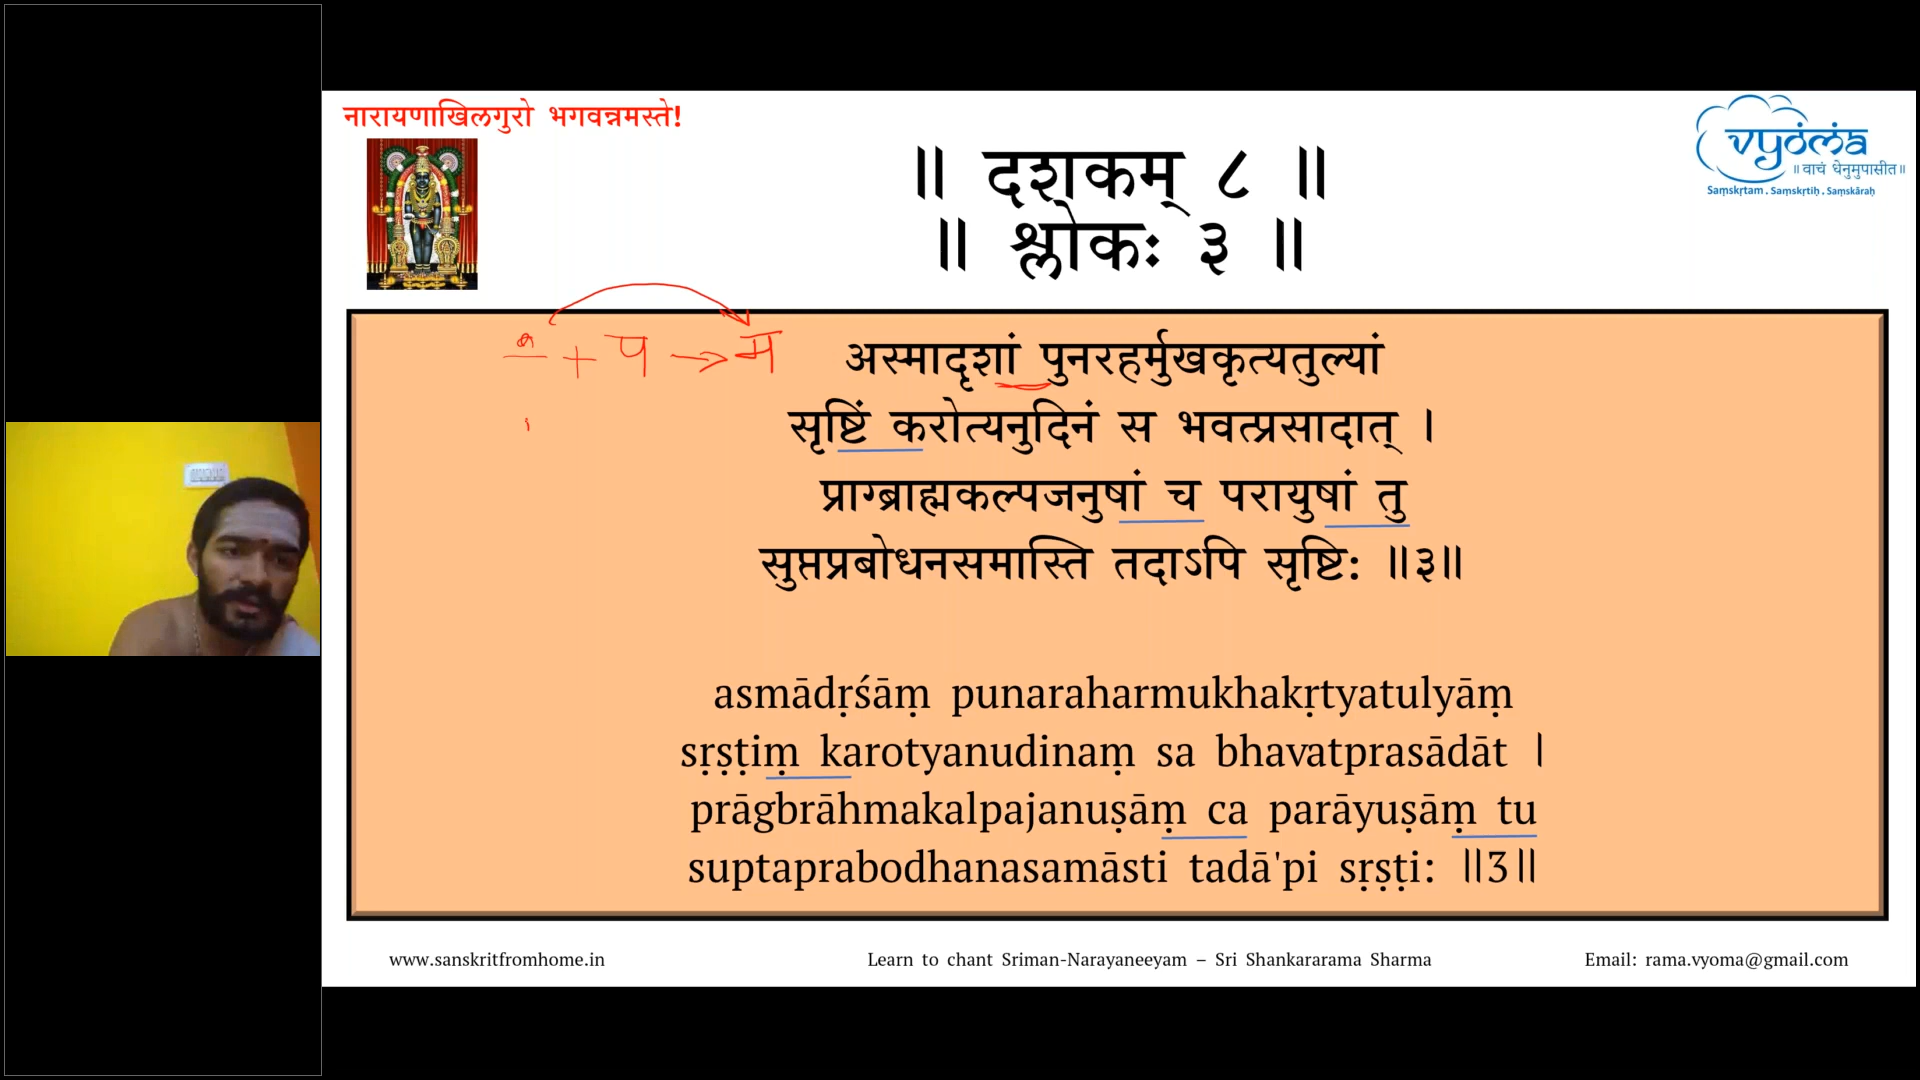 नारायणाखिलगुरो भगवन्नमस्ते!
vyoma
॥ वाचं धेनुमुपासीत॥
Saṃskṛtam . Saṃskṛtiḥ . Saṃskāraḥ
॥ दशकम् ८ ॥
॥ श्लोकः ३ ॥
+ प → म
अस्मादृशां पुनरहर्मुखकृत्यतुल्यां
सृष्टिं करोत्यनुदिनं स भवत्प्रसादात् ।
प्राग्ब्राह्मकल्पजनुषां च परायुषां तु
सुप्तप्रबोधनसमास्ति तदाऽपि सृष्टि: ॥३॥
asmādṛśāṃ punaraharmukhakṛtyatulyāṃ
sṛṣṭiṃ karotyanudinaṃ sa bhavatprasādāt |
prāgbrāhmakalpajanuṣāṃ ca parāyuṣāṃ tu
suptaprabodhanasamāsti tadā'pi sṛṣṭi: ||3||
www.sanskritfromhome.in
Learn to chant Sriman-Narayaneeyam – Sri Shankararama Sharma
Email: rama.vyoma@gmail.com